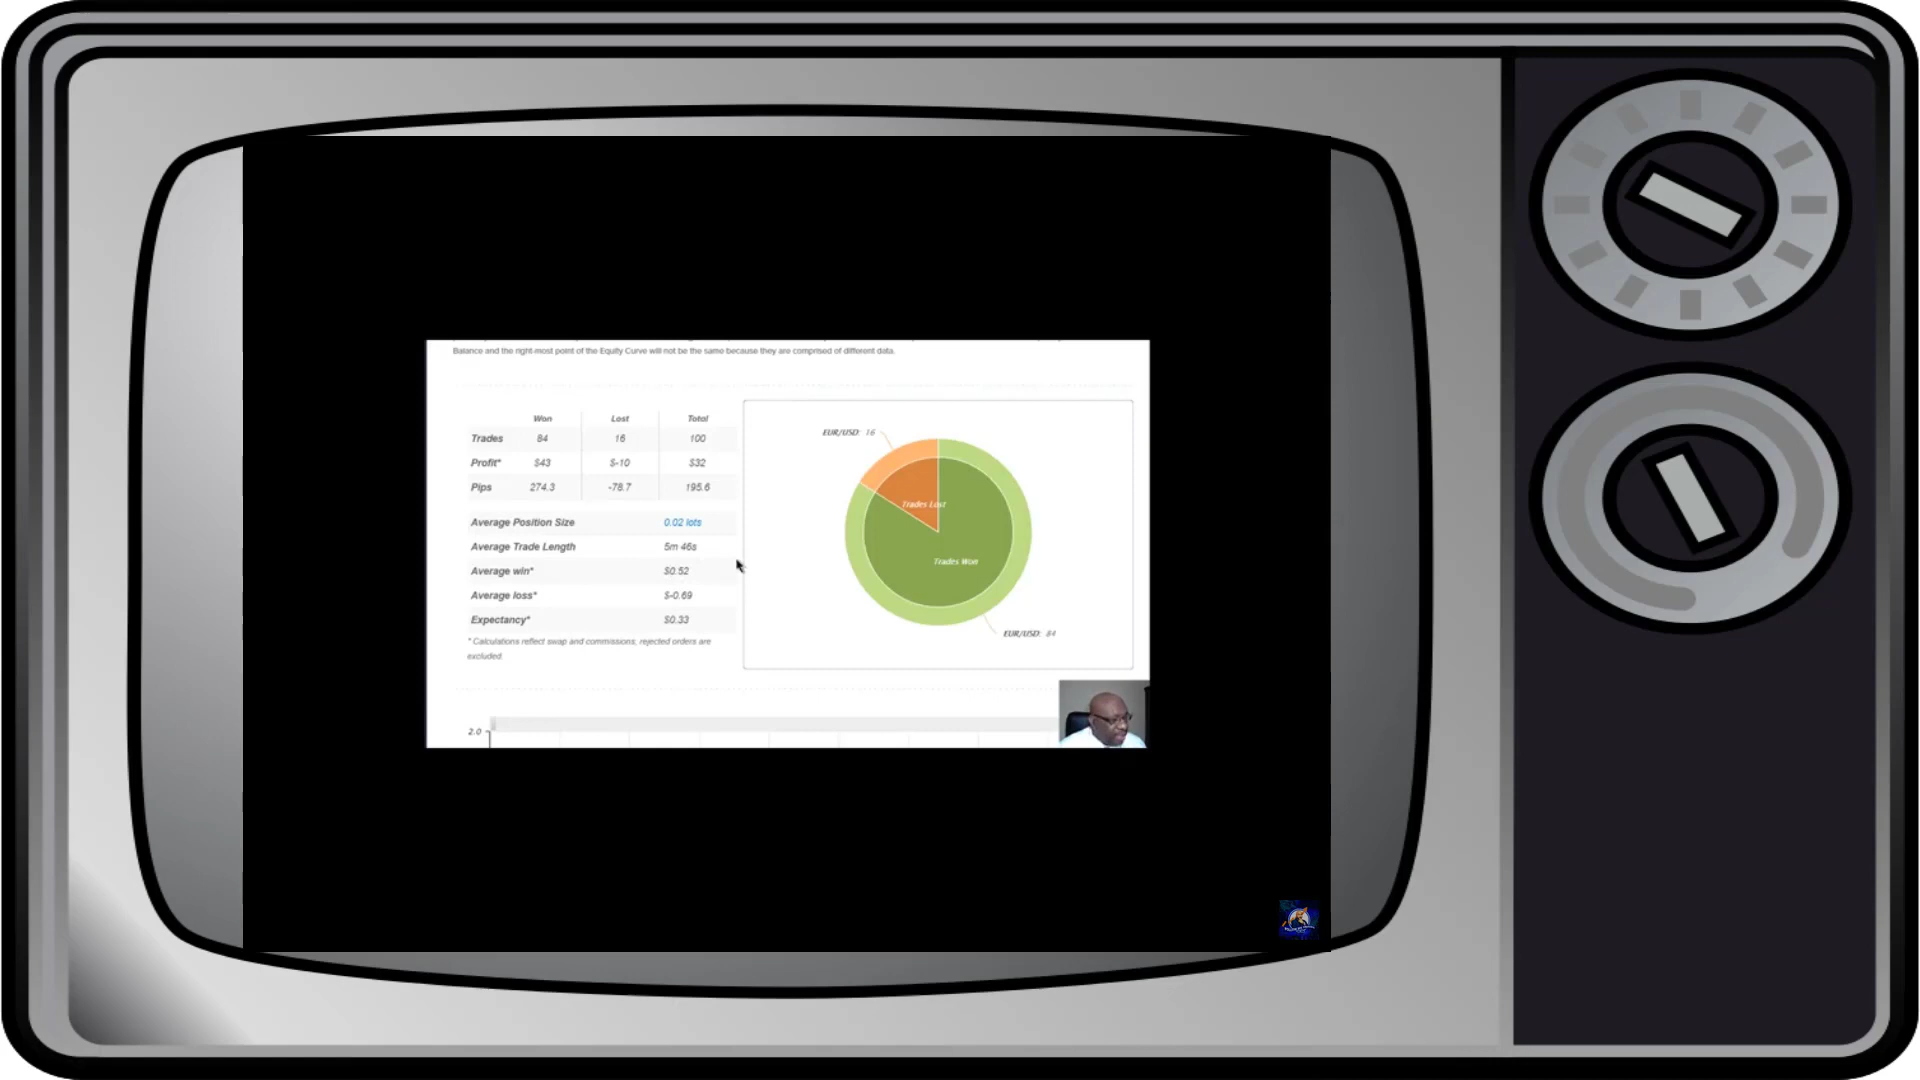 Balance and the right-most point of the Equity Curve will not be the same because they are comprised of different data.
Won Lost Total
Trades 84 16 100
Profit* $43 $-10 $32
Pips 274.3 -78.7 195.6
Average Position Size 0.02 lots
Average Trade Length 5m 46s
Average win* $0.52
Average loss* $-0.69
Expectancy* $0.33
* Calculations reflect swap and commissions, rejected orders are
excluded
EUR/USD: 16
Trades Lost
Trades Won
EUR/USD: 84
2.0